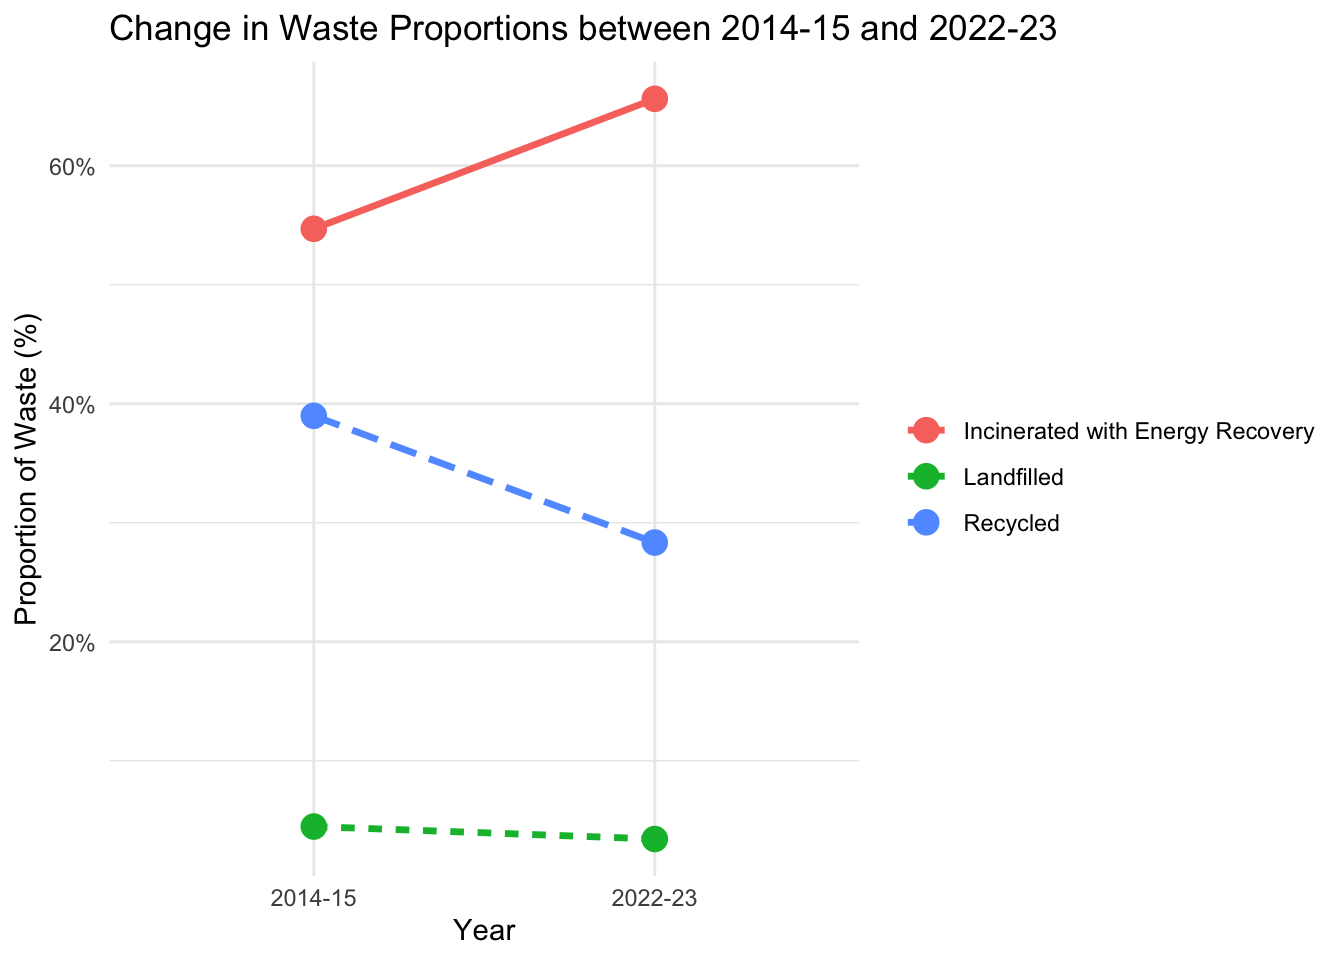 Change in Waste Proportions between 2014-15 and 2022-23
Proportion of Waste (%)
60%
40%
20%
2014-15
2022-23
Year
Incinerated with Energy Recovery
Landfilled
Recycled